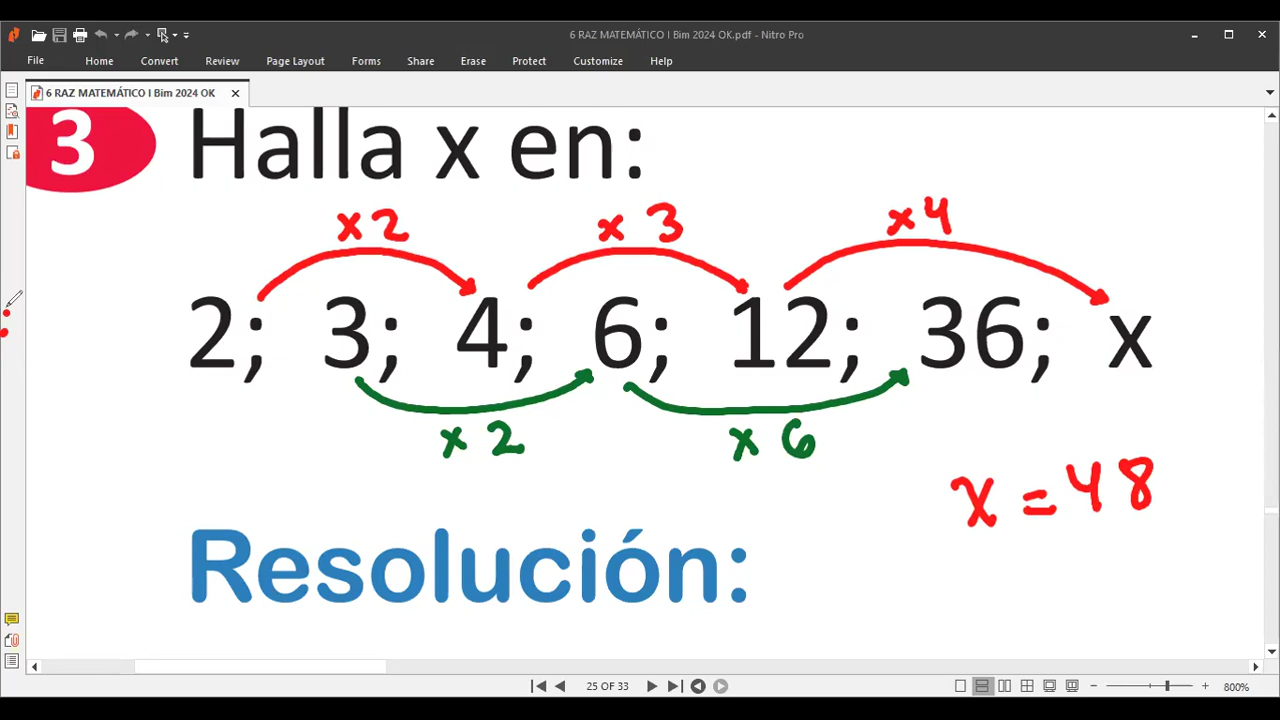 6 RAZ MATEMÁTICO I Bim 2024 OK.pdf - Nitro Pro
File Home Convert Review Page Layout Forms Share Erase Protect Customize Help
6 RAZ MATEMÁTICO I Bim 2024 OK
3 Halla x en:
x2 x 3 x4
2; 3; 4; 6; 12; 36; x
x 2 x 6
x = 48
Resolución:
25 OF 33
800%